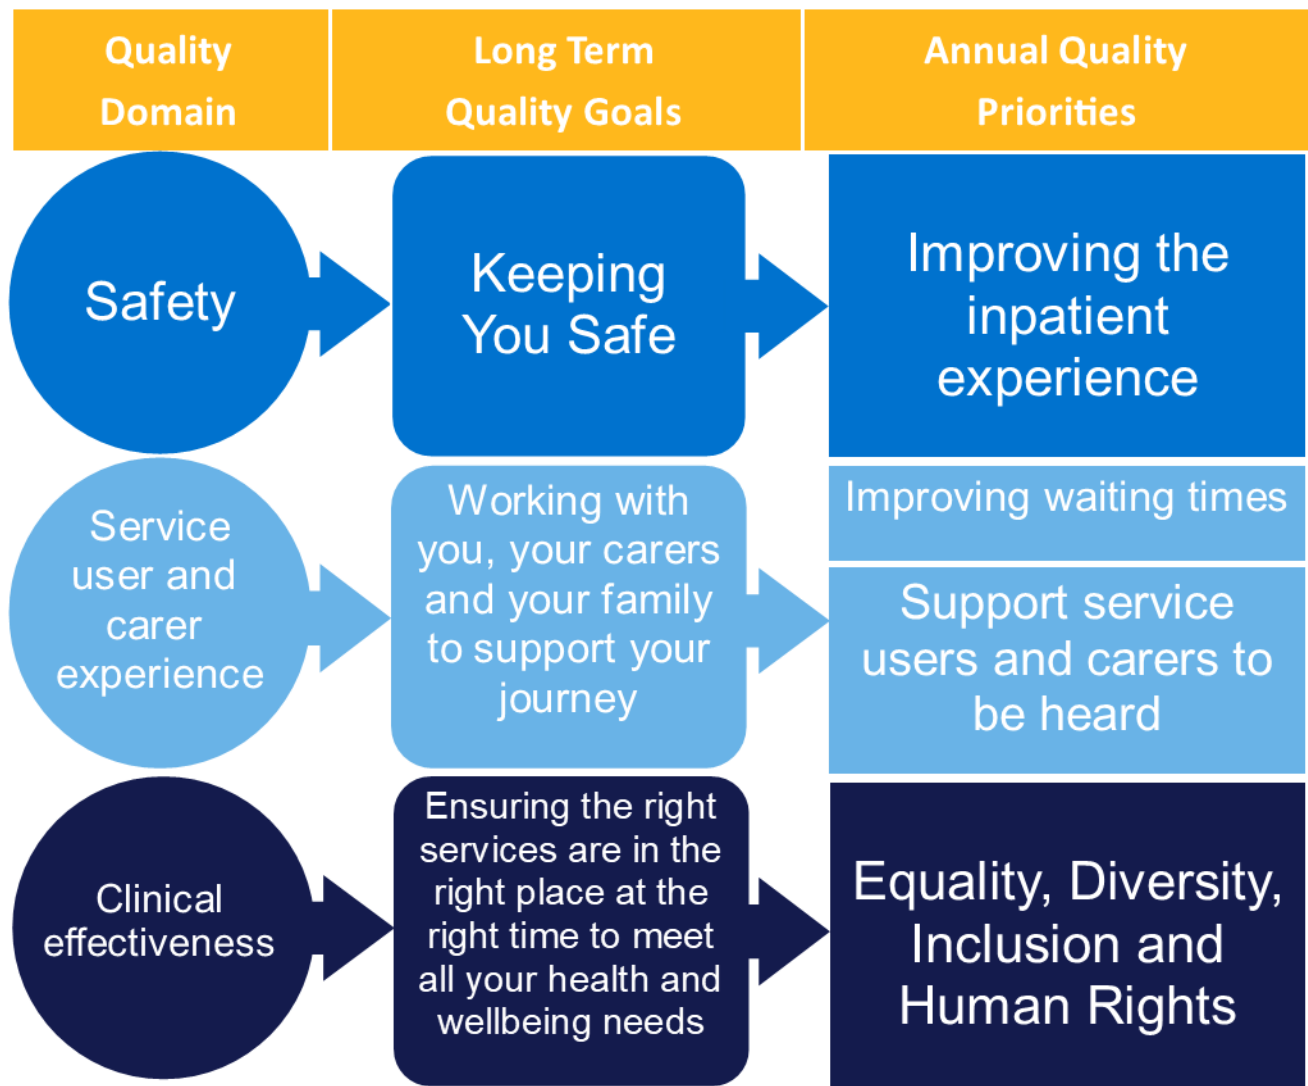 Quality
Domain
Long Term
Quality Goals
Annual Quality
Priorities
Safety
Keeping
You Safe
Improving the
inpatient
experience
Service
user and
carer
experience
Working with
you, your carers
and your family
to support your
journey
Improving waiting times
Support service
users and carers to
be heard
Clinical
effectiveness
Ensuring the right
services are in the
right place at the
right time to meet
all your health and
wellbeing needs
Equality, Diversity,
Inclusion and
Human Rights